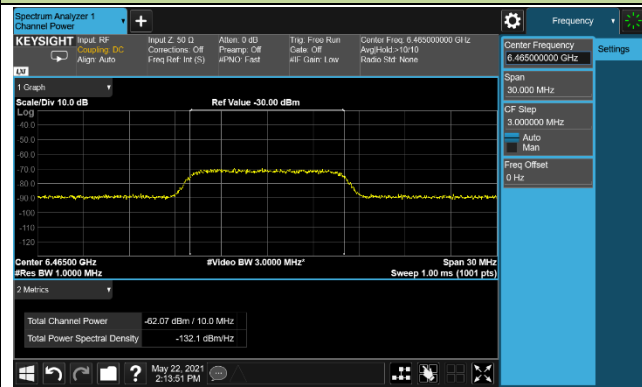 Spectrum Analyzer 1
Channel Power
Frequency
KEYSIGHT
Input: RF
Coupling: DC
Align: Auto
Input Z: 50 Ω
Corrections: Off
Freq Ref: Int (S)
Atten: 0 dB
Preamp: Off
#PNO: Fast
Trig: Free Run
Gate: Off
#IF Gain: Low
Center Freq: 6.465000000 GHz
Avg|Hold:>10/10
Radio Std: None
LXI
Center Frequency
6.465000000 GHz
Settings
Span
30.000 MHz
CF Step
3.000000 MHz
Auto
Man
Freq Offset
0 Hz
1 Graph
Scale/Div 10.0 dB
Ref Value -30.00 dBm
Log
-40.0
-50.0
-60.0
-70.0
-80.0
-90.0
-100
-110
-120
Center 6.46500 GHz
#Video BW 3.0000 MHz*
Span 30 MHz
#Res BW 1.0000 MHz
Sweep 1.00 ms (1001 pts)
2 Metrics
Total Channel Power
-62.07 dBm / 10.0 MHz
Total Power Spectral Density
-132.1 dBm/Hz
May 22, 2021
2:13:51 PM